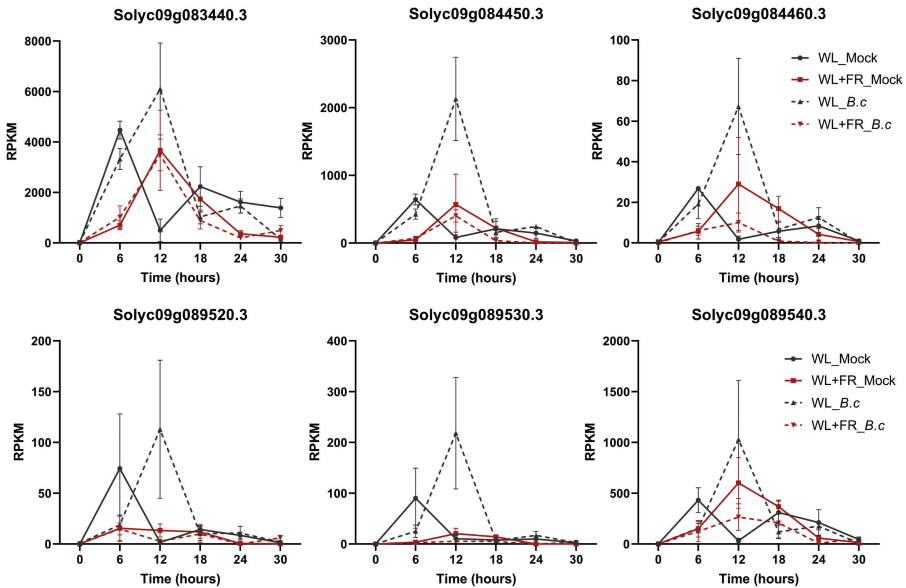 Solyc09g083440.3
Solyc09g084450.3
Solyc09g084460.3
8000
6000
4000
2000
0
RPKM
0 6 12 18 24 30
Time (hours)
3000
2000
1000
0
RPKM
0 6 12 18 24 30
Time (hours)
100
80
60
40
20
0
RPKM
0 6 12 18 24 30
Time (hours)
WL_Mock
WL+FR_Mock
WL_B.c
WL+FR_B.c
Solyc09g089520.3
Solyc09g089530.3
Solyc09g089540.3
200
150
100
50
0
RPKM
0 6 12 18 24 30
Time (hours)
400
300
200
100
0
RPKM
0 6 12 18 24 30
Time (hours)
2000
1500
1000
500
0
RPKM
0 6 12 18 24 30
Time (hours)
WL_Mock
WL+FR_Mock
WL_B.c
WL+FR_B.c